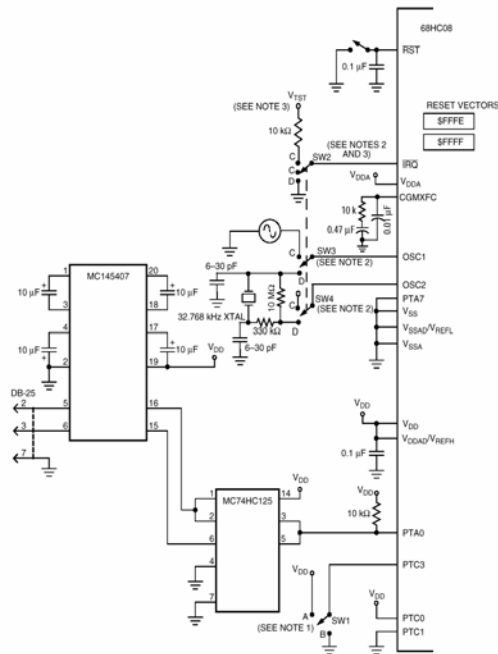 68HC08
RST
0.1 µF
VTST
(SEE NOTE 3)
10 kΩ
RESET VECTORS
$FFFE
$FFFF
(SEE NOTES 2
AND 3)
C
C
SW2
D
IRQ
VDDA
VDDA
CGMXFC
10 k
0.01 µF
0.47 µF
C
SW3
OSC1
(SEE NOTE 2)
D
6–30 pF
10 MΩ
C
SW4
OSC2
(SEE NOTE 2)
D
32.768 kHz XTAL
330 kΩ
6–30 pF
PTA7
VSS
VSSAD/VREFL
VSSA
MC145407
1
20
10 µF
10 µF
3
18
4
17
10 µF
10 µF
2
19
VDD
DB-25
2
5
16
3
6
15
7
VDD
VDD
VDDAD/VREFH
0.1 µF
VDD
10 kΩ
PTA0
MC74HC125
VDD
1
14
2
3
6
5
4
7
VDD
PTC3
A
SW1
(SEE NOTE 1)
B
VDD
PTC0
PTC1